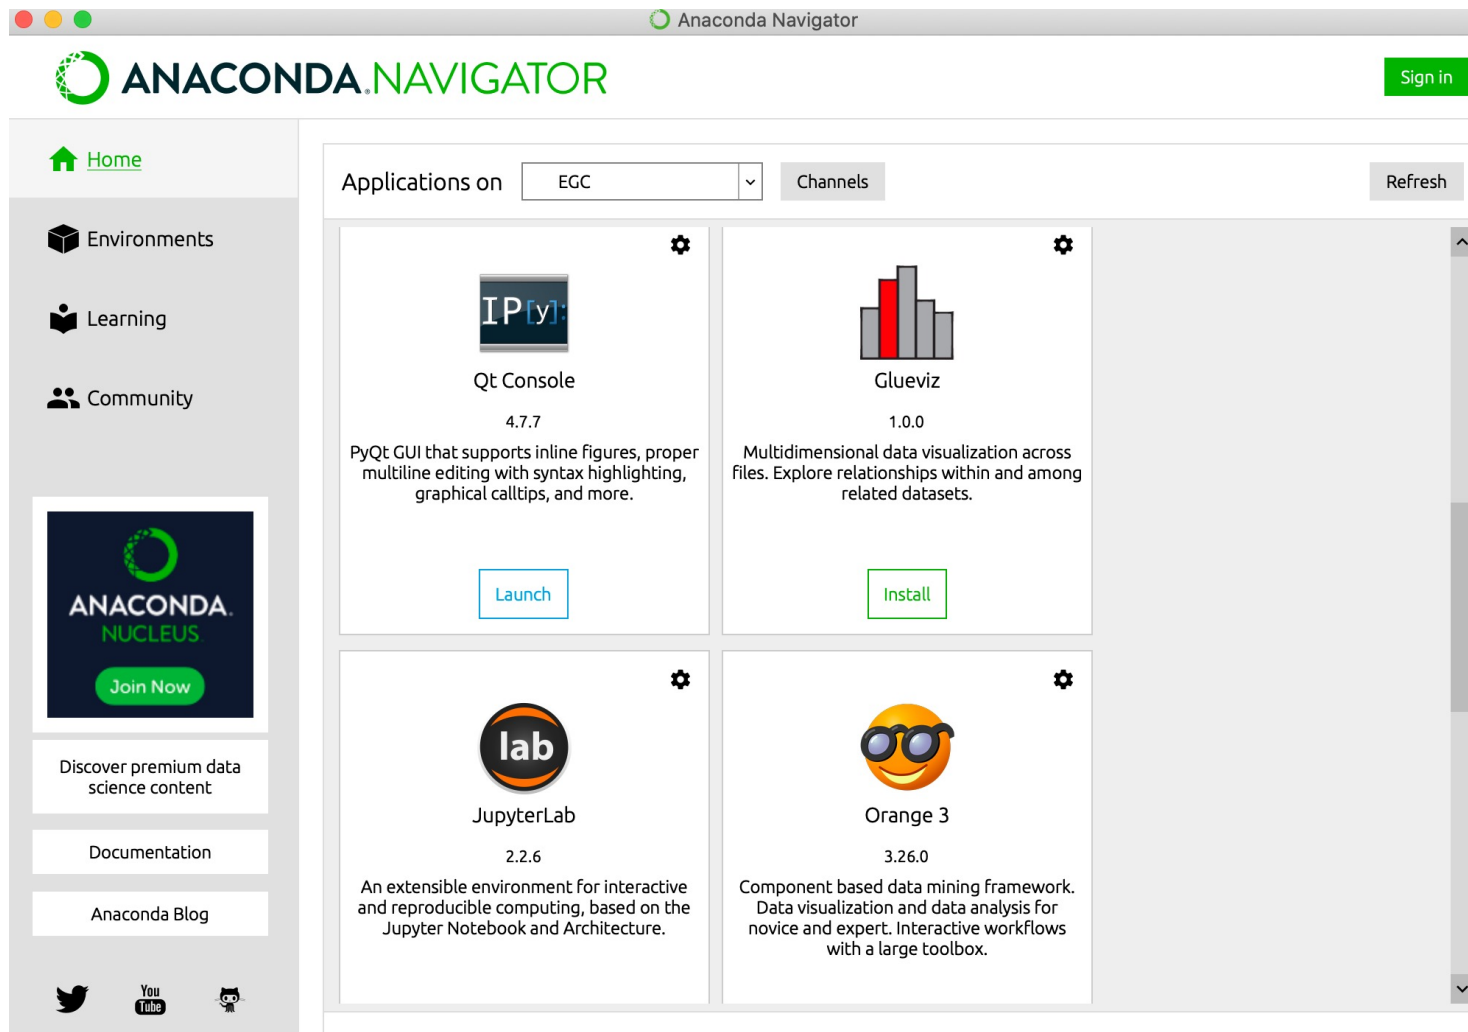 Anaconda Navigator
ANACONDA.NAVIGATOR
Sign in
Home
Environments
Learning
Community
ANACONDA.
NUCLEUS
Join Now
Discover premium data
science content
Documentation
Anaconda Blog
You
Tube
Applications on
EGC
Channels
Refresh
IP[y]:
Qt Console
4.7.7
PyQt GUI that supports inline figures, proper
multiline editing with syntax highlighting,
graphical calltips, and more.
Launch
Glueviz
1.0.0
Multidimensional data visualization across
files. Explore relationships within and among
related datasets.
Install
lab
JupyterLab
2.2.6
An extensible environment for interactive
and reproducible computing, based on the
Jupyter Notebook and Architecture.
Orange 3
3.26.0
Component based data mining framework.
Data visualization and data analysis for
novice and expert. Interactive workflows
with a large toolbox.